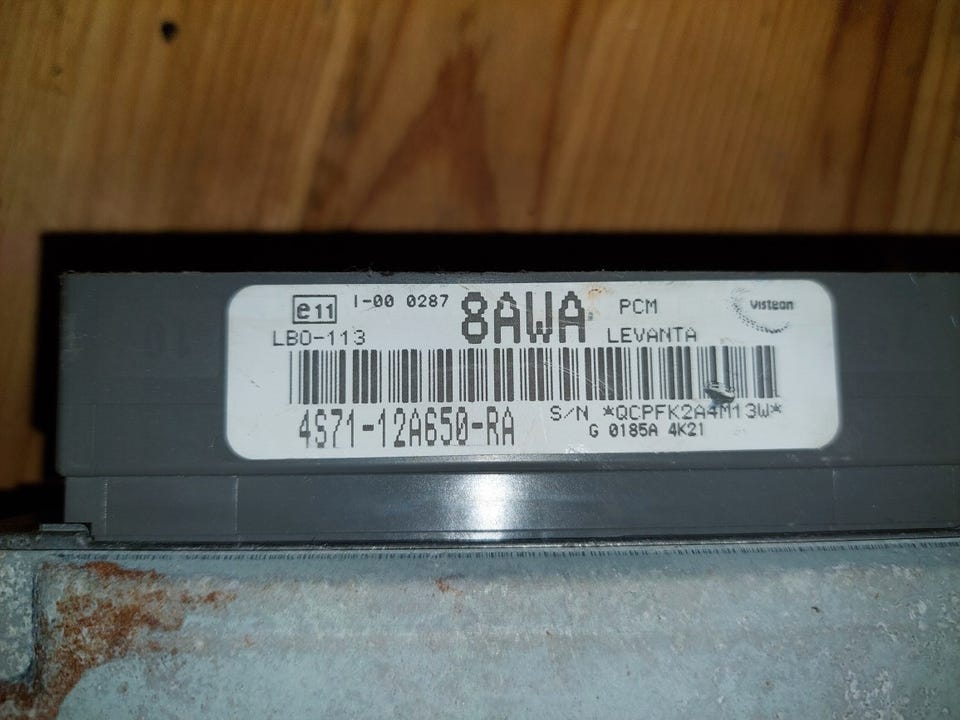 e11 I-00 0287 8AWA PCM visteon
LBO-113 LEVANTA
4S71-12A650-RA S/N *QCPFK2A4M13W*
G 0185A 4K21